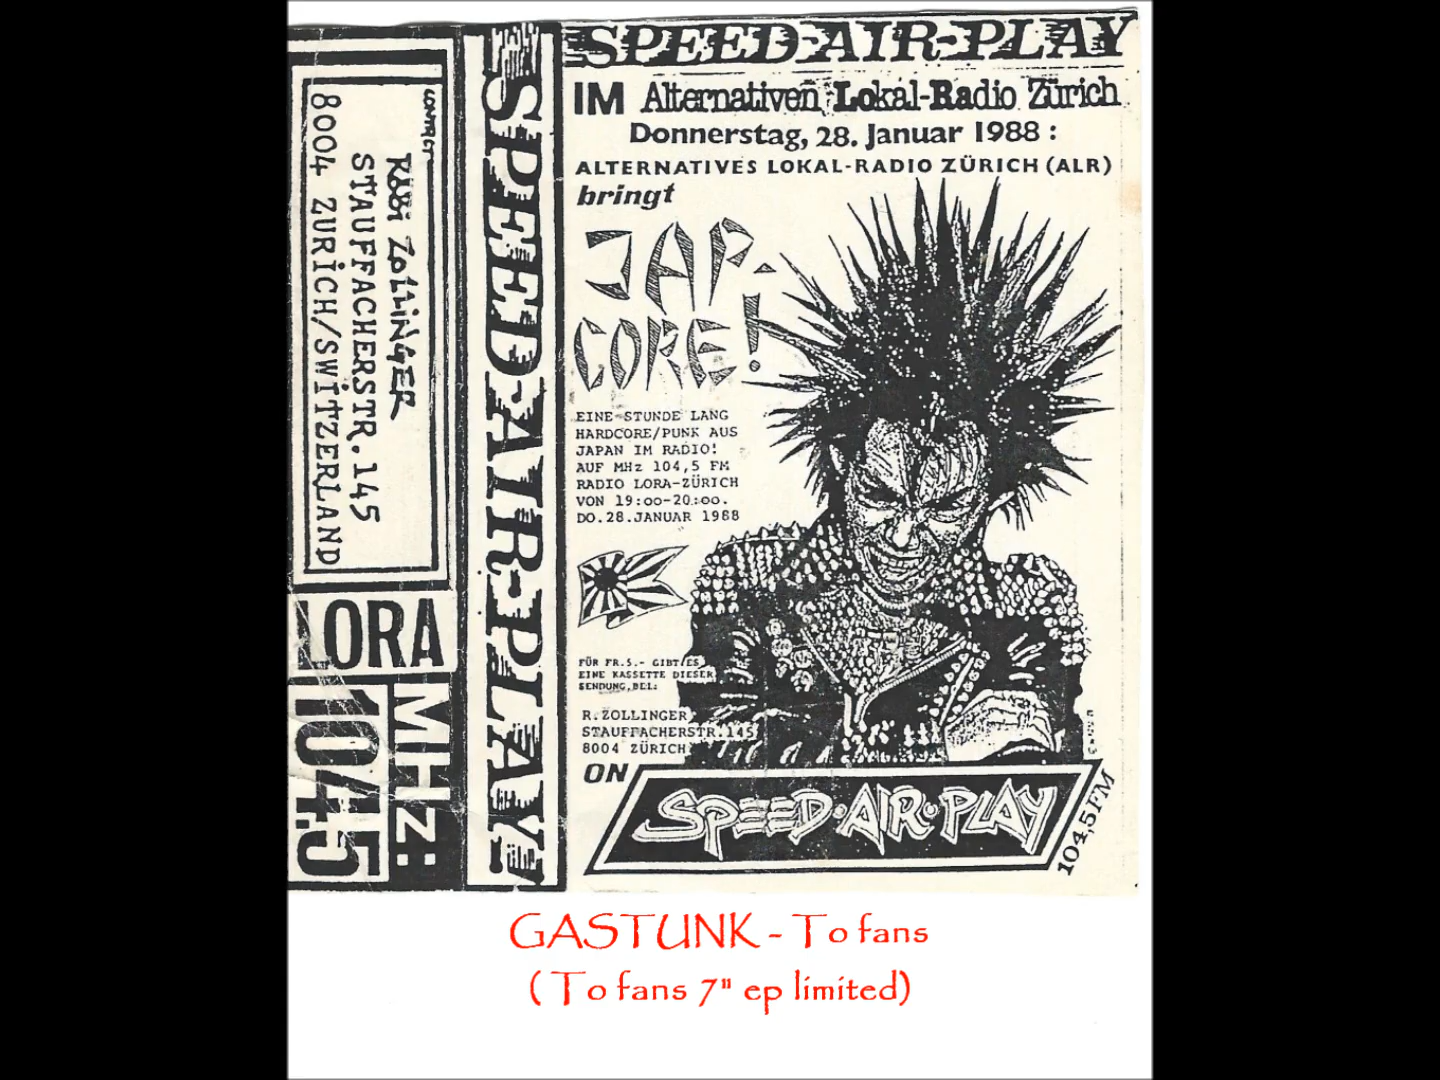 CONTACT
Röbi Zollinger
STAUFFACHERSTR.145
8004 ZURICH/SWITZERLAND
LORA
MHz:
104.5
SPEED-AIR-PLAY!
SPEED-AIR-PLAY
IM Alternativen Lokal-Radio Zürich
Donnerstag, 28. Januar 1988 :
ALTERNATIVES LOKAL-RADIO ZÜRICH (ALR)
bringt
JAP-
CORE!
EINE STUNDE LANG
HARDCORE/PUNK AUS
JAPAN IM RADIO!
AUF MHz 104,5 FM
RADIO LORA-ZÜRICH
VON 19:00-20:00.
DO.28.JANUAR 1988
FÜR FR.5.- GIBT ES
EINE KASSETTE DIESER
SENDUNG,BEI:
R.ZOLLINGER
STAUFFACHERSTR.145
8004 ZÜRICH
ON
SPEED·AIR·PLAY
104,5 FM
GASTUNK - To fans
( To fans 7" ep limited)